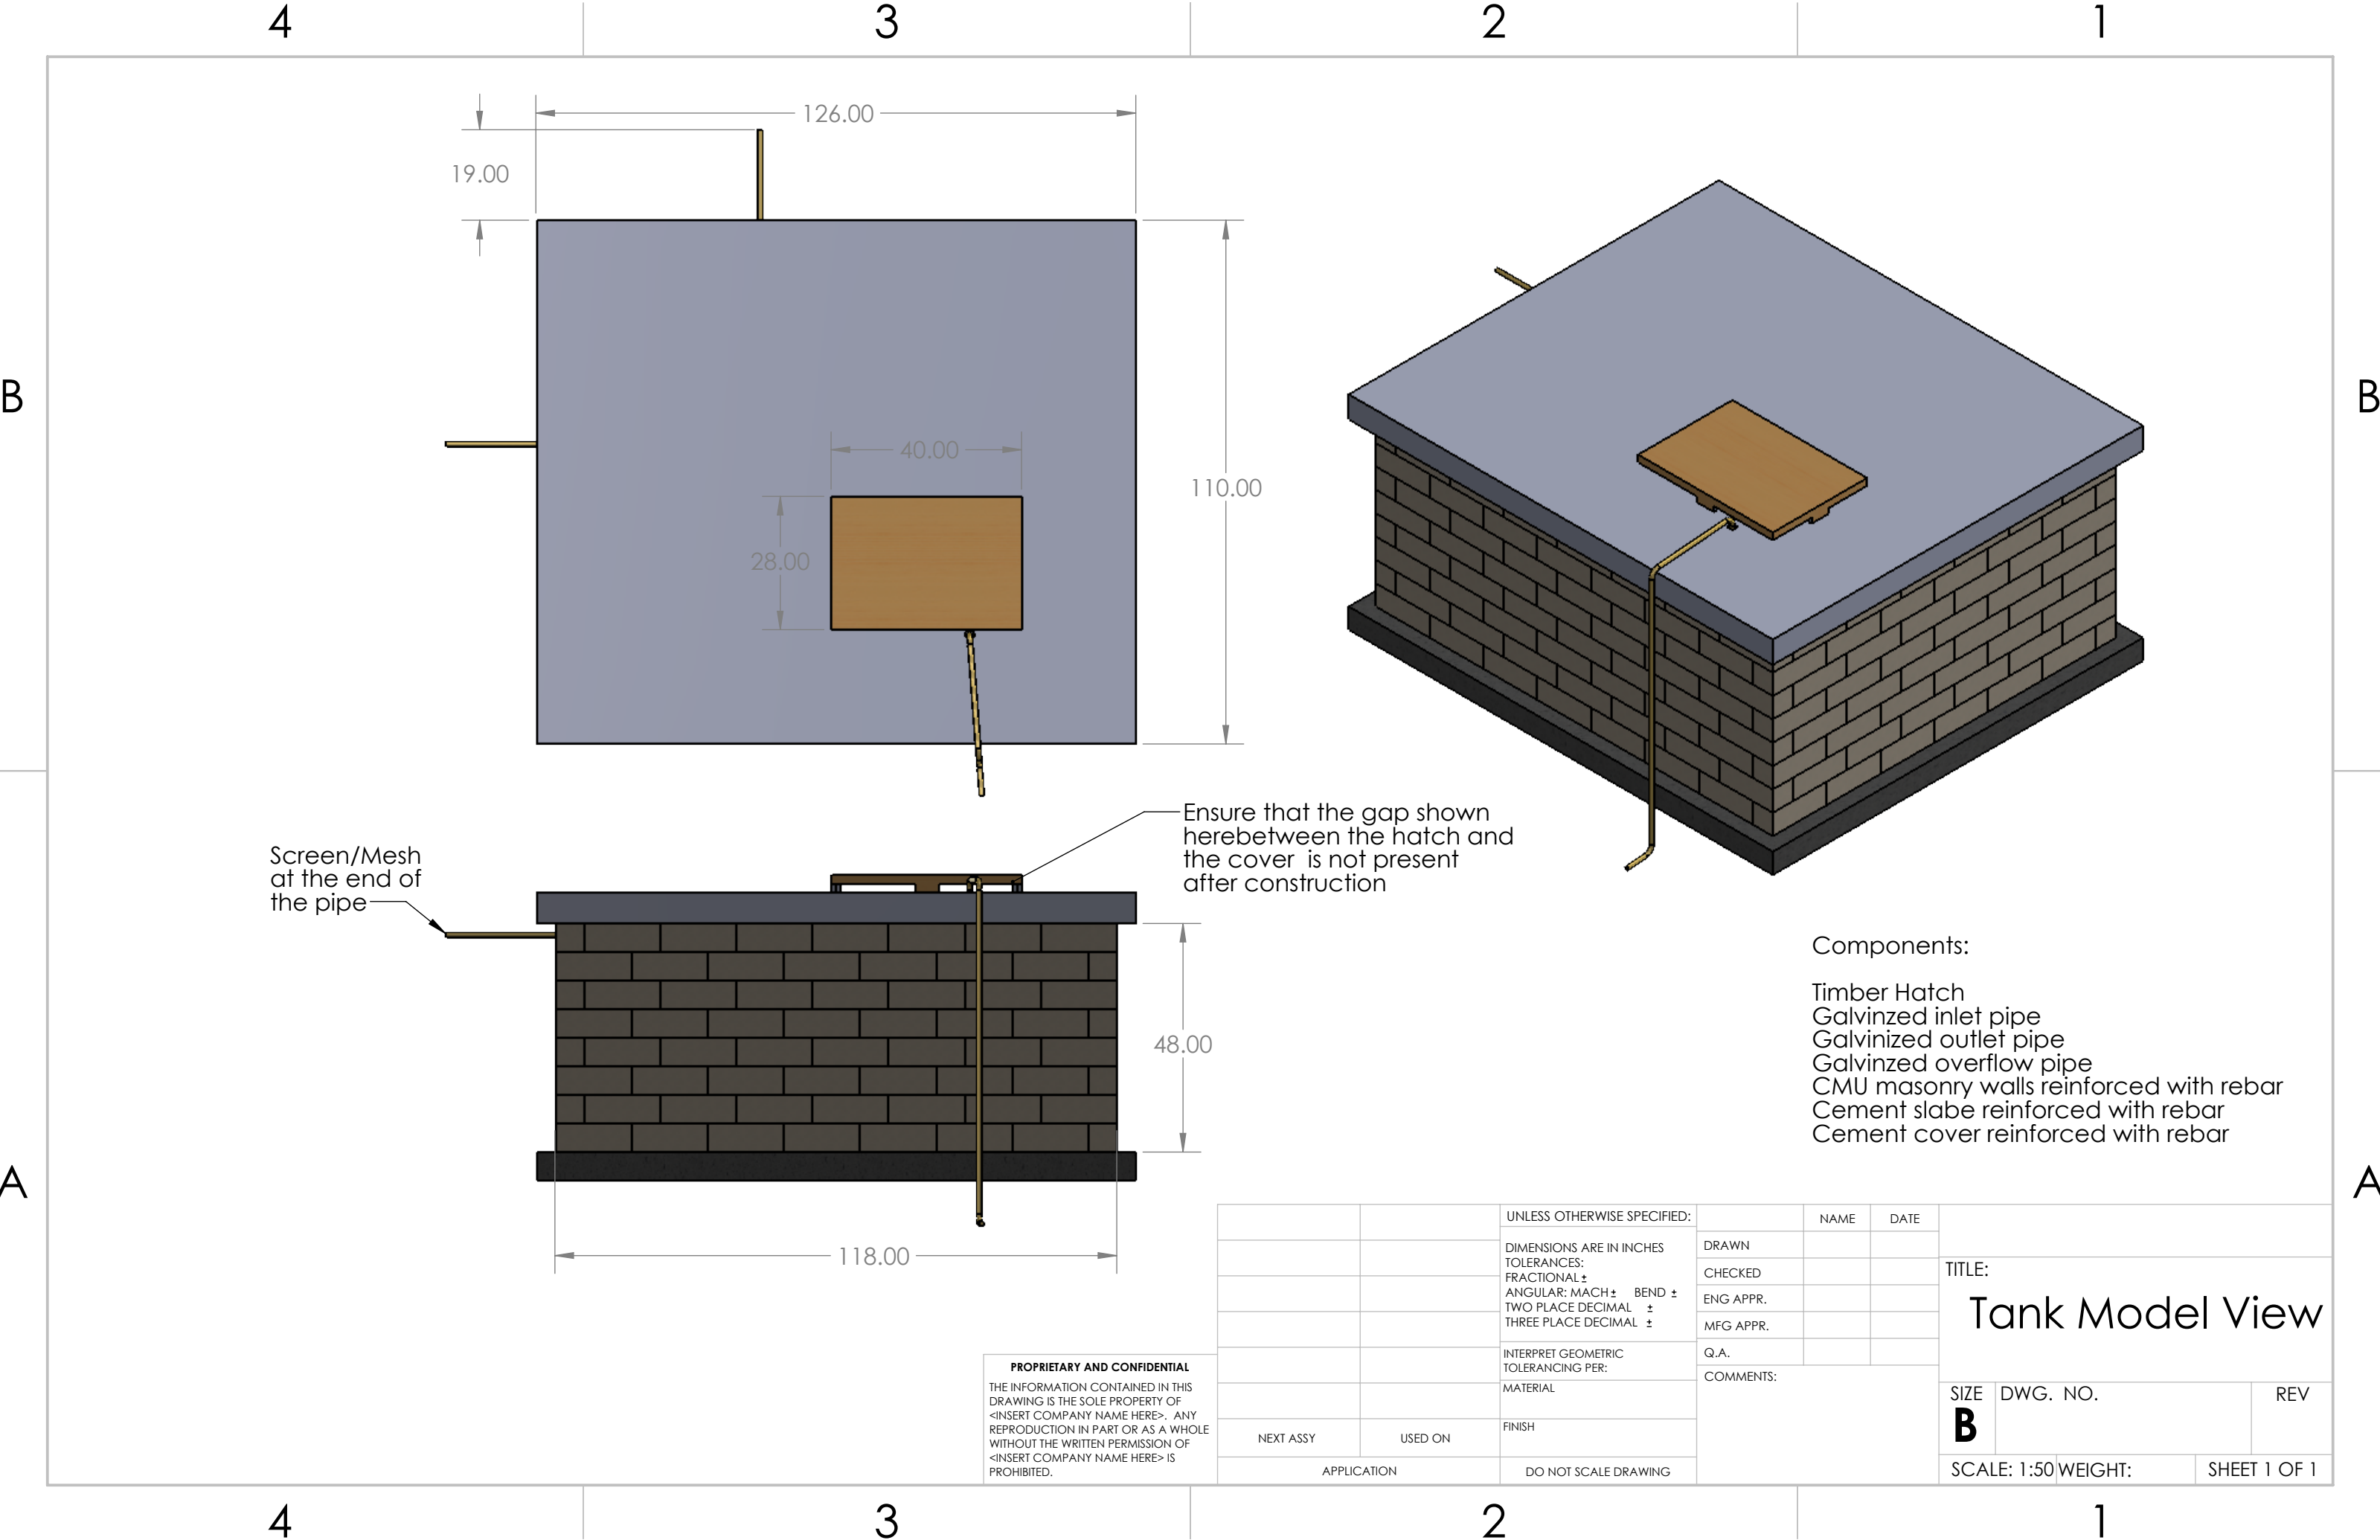 4 3 2 1
126.00
19.00
B B
40.00
110.00
28.00
Ensure that the gap shown
herebetween the hatch and
the cover is not present
after construction
Screen/Mesh
at the end of
the pipe
48.00
118.00
Components:
Timber Hatch
Galvinzed inlet pipe
Galvinized outlet pipe
Galvinzed overflow pipe
CMU masonry walls reinforced with rebar
Cement slabe reinforced with rebar
Cement cover reinforced with rebar
A A
PROPRIETARY AND CONFIDENTIAL
THE INFORMATION CONTAINED IN THIS
DRAWING IS THE SOLE PROPERTY OF
<INSERT COMPANY NAME HERE>. ANY
REPRODUCTION IN PART OR AS A WHOLE
WITHOUT THE WRITTEN PERMISSION OF
<INSERT COMPANY NAME HERE> IS
PROHIBITED.
NEXT ASSY USED ON
APPLICATION
UNLESS OTHERWISE SPECIFIED:
DIMENSIONS ARE IN INCHES
TOLERANCES:
FRACTIONAL ±
ANGULAR: MACH ± BEND ±
TWO PLACE DECIMAL ±
THREE PLACE DECIMAL ±
INTERPRET GEOMETRIC
TOLERANCING PER:
MATERIAL
FINISH
DO NOT SCALE DRAWING
NAME DATE
DRAWN
CHECKED
ENG APPR.
MFG APPR.
Q.A.
COMMENTS:
TITLE:
Tank Model View
SIZE DWG. NO. REV
B
SCALE: 1:50 WEIGHT: SHEET 1 OF 1
4 3 2 1